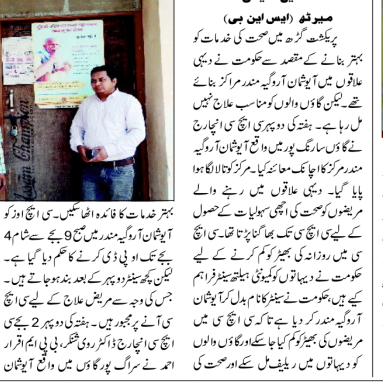 میرٹھ (ایس این بی)
پریکشت گڑھ میں صحت کی خدمات کو
بہتر بنانے کے مقصد سے حکومت نے دیہی
علاقوں میں آیوشمان آروگیہ مندر مراکز بنائے
تھے۔ لیکن گاؤں والوں کو مناسب علاج نہیں
مل رہا ہے۔ ہفتہ کی دوپہر سی ایچ سی انچارج
نے گاؤں سارنگ پور میں واقع آیوشمان آروگیہ
مندر مرکز کا اچانک معائنہ کیا۔ مرکز کو تالا لگا ہوا
پایا گیا۔ دیہی علاقوں میں رہنے والے
مریضوں کو صحت کی اچھی سہولیات کے حصول
کے لیے سی ایچ سی تک بھاگنا پڑتا تھا۔ سی ایچ
سی میں روزانہ کی بھیڑ کو کم کرنے کے لیے
حکومت نے دیہاتوں کو کمیونٹی ہیلتھ سینٹر فراہم
کیے ہیں، حکومت نے سینٹر کا نام بدل کر آیوشمان
آروگیہ مندر کر دیا ہے تاکہ سی ایچ سی میں
مریضوں کی بھیڑ کو کم کیا جا سکے اور گاؤں والوں
کو دیہاتوں میں ریلیف مل سکے اور صحت کی
بہتر خدمات کا فائدہ اٹھا سکیں۔ سی ایچ اوز کو
آیوشمان آروگیہ مندر میں صبح 9 بجے سے شام 4
بجے تک او پی ڈی کرنے کا حکم دیا گیا ہے۔
لیکن کچھ سینٹر دوپہر کے بعد بند ہو جاتے ہیں۔
جس کی وجہ سے مریض علاج کے لیے سی ایچ
سی آنے پر مجبور ہیں۔ ہفتہ کی دوپہر 2 بجے سی
ایچ سی انچارج ڈاکٹر روی شنکر، بی پی ایم اقرار
احمد نے سراک پور گاؤں میں واقع آیوشمان